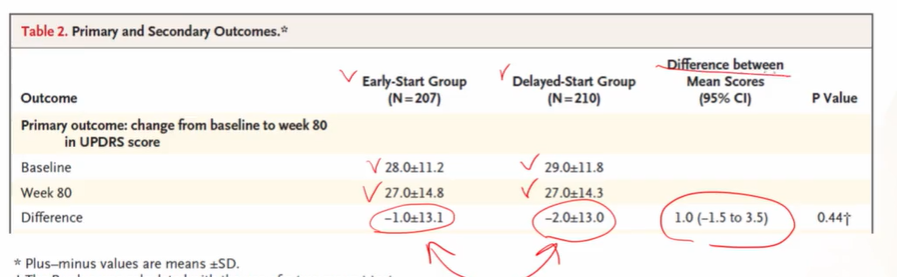 Table 2. Primary and Secondary Outcomes.*
Outcome Early-Start Group (N=207) Delayed-Start Group (N=210) Difference between Mean Scores (95% CI) P Value
Primary outcome: change from baseline to week 80
in UPDRS score
Baseline 28.0±11.2 29.0±11.8
Week 80 27.0±14.8 27.0±14.3
Difference −1.0±13.1 −2.0±13.0 1.0 (−1.5 to 3.5) 0.44†
* Plus–minus values are means ±SD.